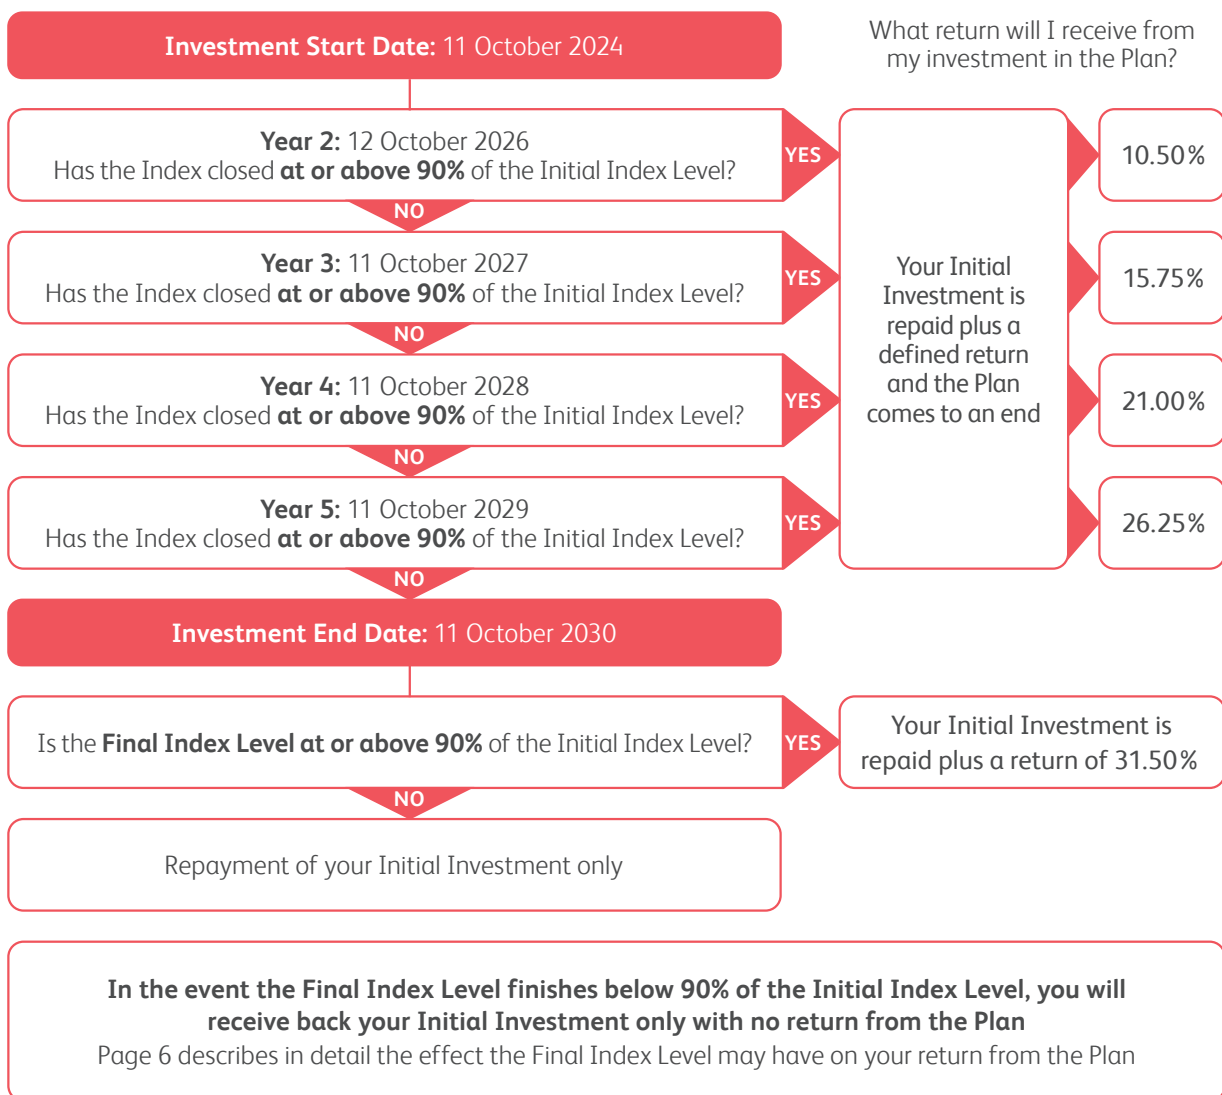 Investment Start Date: 11 October 2024
What return will I receive from
my investment in the Plan?
Year 2: 12 October 2026
Has the Index closed at or above 90% of the Initial Index Level?
YES
10.50%
NO
Year 3: 11 October 2027
Has the Index closed at or above 90% of the Initial Index Level?
YES
15.75%
NO
Your Initial
Investment is
repaid plus a
defined return
and the Plan
comes to an end
Year 4: 11 October 2028
Has the Index closed at or above 90% of the Initial Index Level?
YES
21.00%
NO
Year 5: 11 October 2029
Has the Index closed at or above 90% of the Initial Index Level?
YES
26.25%
NO
Investment End Date: 11 October 2030
Is the Final Index Level at or above 90% of the Initial Index Level?
YES
Your Initial Investment is
repaid plus a return of 31.50%
NO
Repayment of your Initial Investment only
In the event the Final Index Level finishes below 90% of the Initial Index Level, you will
receive back your Initial Investment only with no return from the Plan
Page 6 describes in detail the effect the Final Index Level may have on your return from the Plan